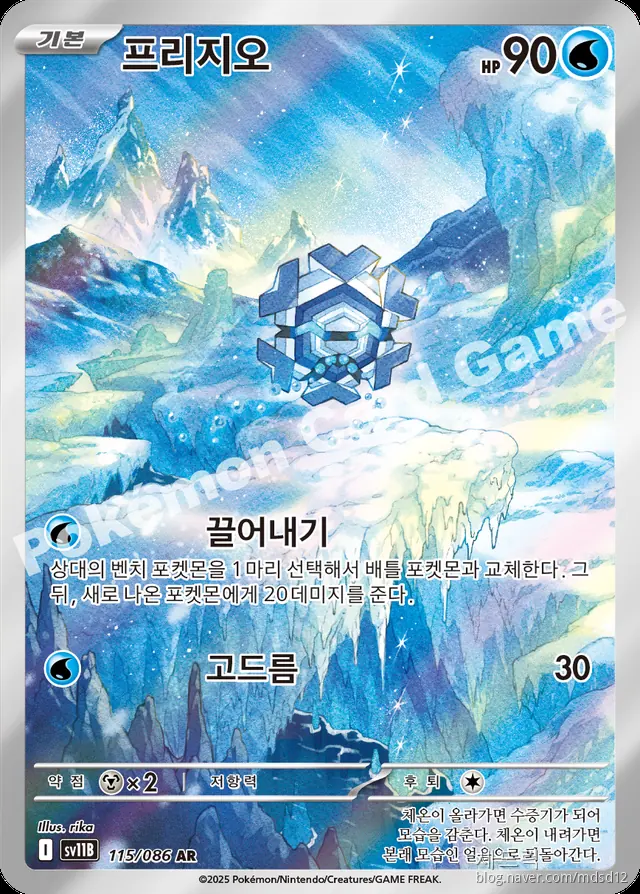 기본 프리지오 HP 90
Pokémon Card Game
끌어내기
상대의 벤치 포켓몬을 1마리 선택해서 배틀 포켓몬과 교체한다. 그
뒤, 새로 나온 포켓몬에게 20데미지를 준다.
고드름 30
약점 ×2 저항력 후퇴
Illus. rika
I sv11B 115/086 AR
체온이 올라가면 수증기가 되어
모습을 감춘다. 체온이 내려가면
본래 모습인 얼음으로 되돌아간다.
blog.naver.com/mdsd12
©2025 Pokémon/Nintendo/Creatures/GAME FREAK.